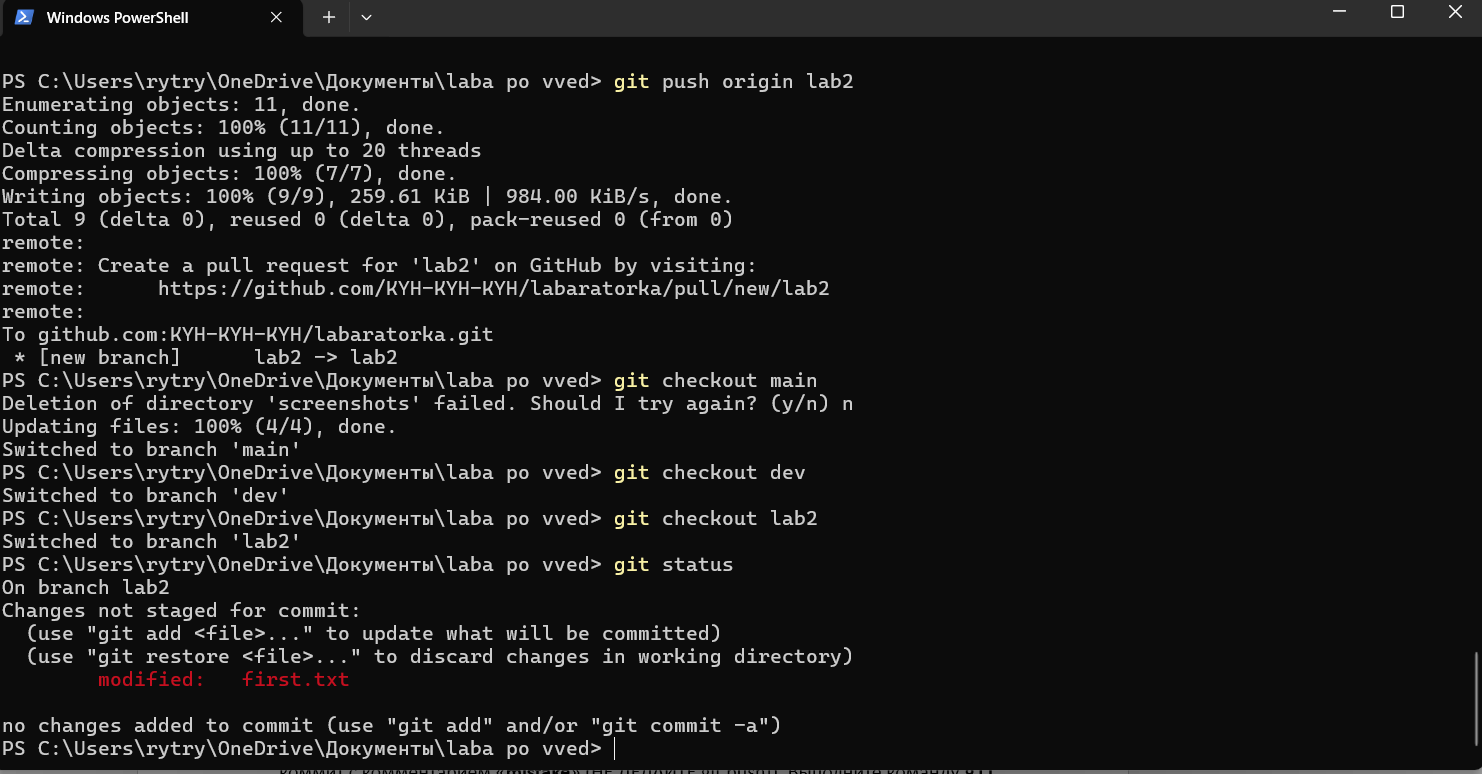 Windows PowerShell
PS C:\Users\rytry\OneDrive\Документы\laba po vved> git push origin lab2
Enumerating objects: 11, done.
Counting objects: 100% (11/11), done.
Delta compression using up to 20 threads
Compressing objects: 100% (7/7), done.
Writing objects: 100% (9/9), 259.61 KiB | 984.00 KiB/s, done.
Total 9 (delta 0), reused 0 (delta 0), pack-reused 0 (from 0)
remote:
remote: Create a pull request for 'lab2' on GitHub by visiting:
remote:      https://github.com/KYH-KYH-KYH/labaratorka/pull/new/lab2
remote:
To github.com:KYH-KYH-KYH/labaratorka.git
 * [new branch]      lab2 -> lab2
PS C:\Users\rytry\OneDrive\Документы\laba po vved> git checkout main
Deletion of directory 'screenshots' failed. Should I try again? (y/n) n
Updating files: 100% (4/4), done.
Switched to branch 'main'
PS C:\Users\rytry\OneDrive\Документы\laba po vved> git checkout dev
Switched to branch 'dev'
PS C:\Users\rytry\OneDrive\Документы\laba po vved> git checkout lab2
Switched to branch 'lab2'
PS C:\Users\rytry\OneDrive\Документы\laba po vved> git status
On branch lab2
Changes not staged for commit:
  (use "git add <file>..." to update what will be committed)
  (use "git restore <file>..." to discard changes in working directory)
        modified:   first.txt
no changes added to commit (use "git add" and/or "git commit -a")
PS C:\Users\rytry\OneDrive\Документы\laba po vved>